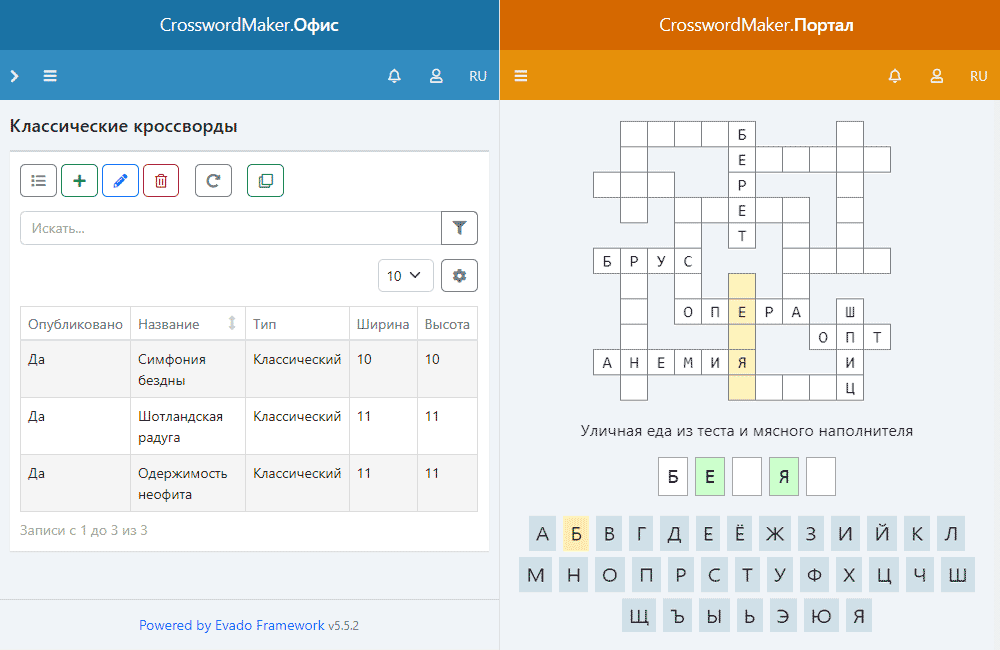 CrosswordMaker.Офис
RU
Классические кроссворды
Искать...
10
Опубликовано Название Тип Ширина Высота
Да Симфония бездны Классический 10 10
Да Шотландская радуга Классический 11 11
Да Одержимость неофита Классический 11 11
Записи с 1 до 3 из 3
Powered by Evado Framework v5.5.2
CrosswordMaker.Портал
RU
Б
Е
Р
Е
Т
Б Р У С
О П Е Р А Ш
О П Т
А Н Е М И Я И
Ц
Уличная еда из теста и мясного наполнителя
Б Е Я
А Б В Г Д Е Ё Ж З И Й К Л
М Н О П Р С Т У Ф Х Ц Ч Ш
Щ Ъ Ы Ь Э Ю Я